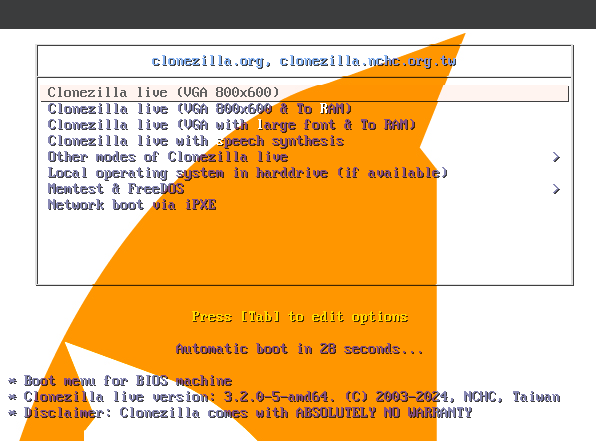 clonezilla.org, clonezilla.nchc.org.tw
Clonezilla live (VGA 800x600)
Clonezilla live (VGA 800x600 & To RAM)
Clonezilla live (VGA with large font & To RAM)
Clonezilla live with speech synthesis
Other modes of Clonezilla live >
Local operating system in harddrive (if available)
Memtest & FreeDOS >
Network boot via iPXE
Press [Tab] to edit options
Automatic boot in 28 seconds...
* Boot menu for BIOS machine
* Clonezilla live version: 3.2.0-5-amd64. (C) 2003-2024, NCHC, Taiwan
* Disclaimer: Clonezilla comes with ABSOLUTELY NO WARRANTY